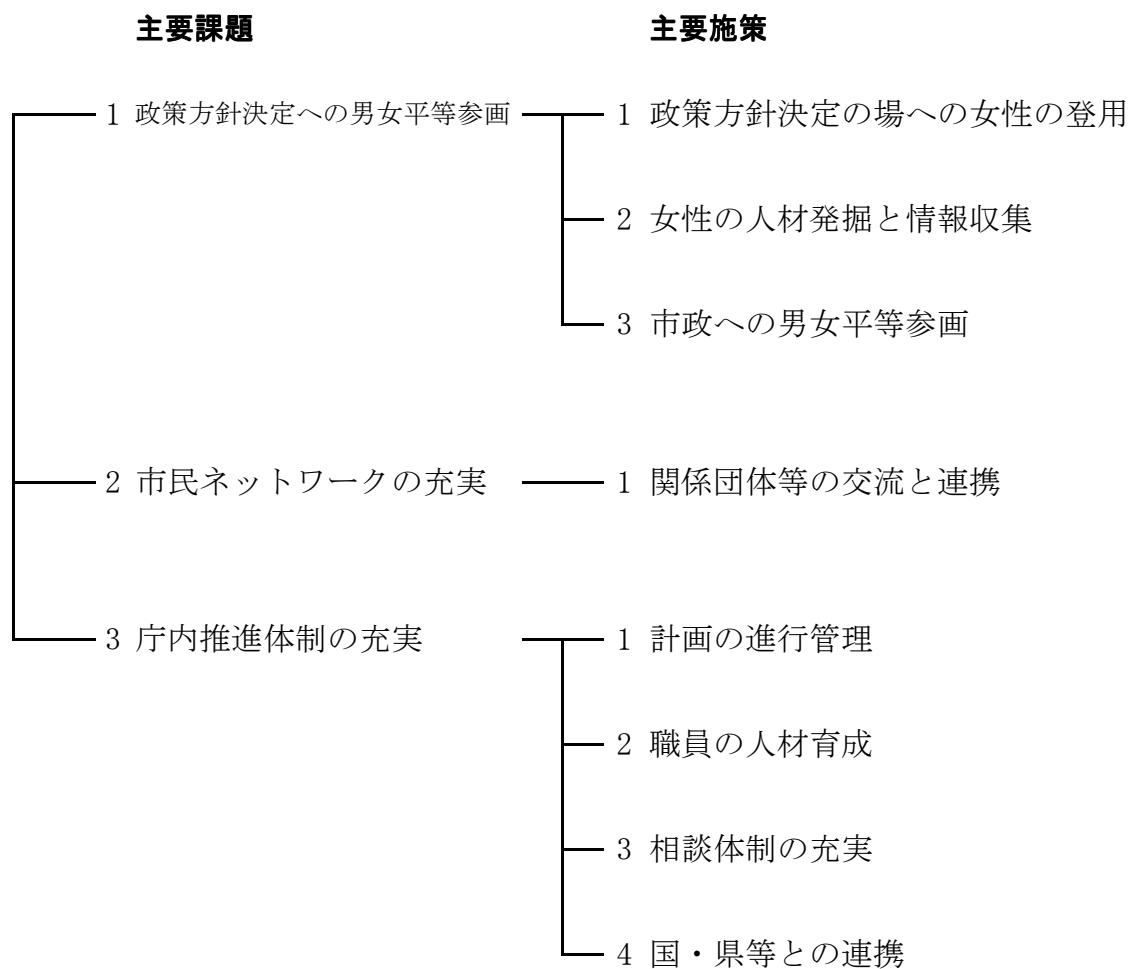 主要課題 主要施策
1 政策方針決定への男女平等参画 1 政策方針決定の場への女性の登用
2 女性の人材発掘と情報収集
3 市政への男女平等参画
2 市民ネットワークの充実 1 関係団体等の交流と連携
3 庁内推進体制の充実 1 計画の進行管理
2 職員の人材育成
3 相談体制の充実
4 国・県等との連携